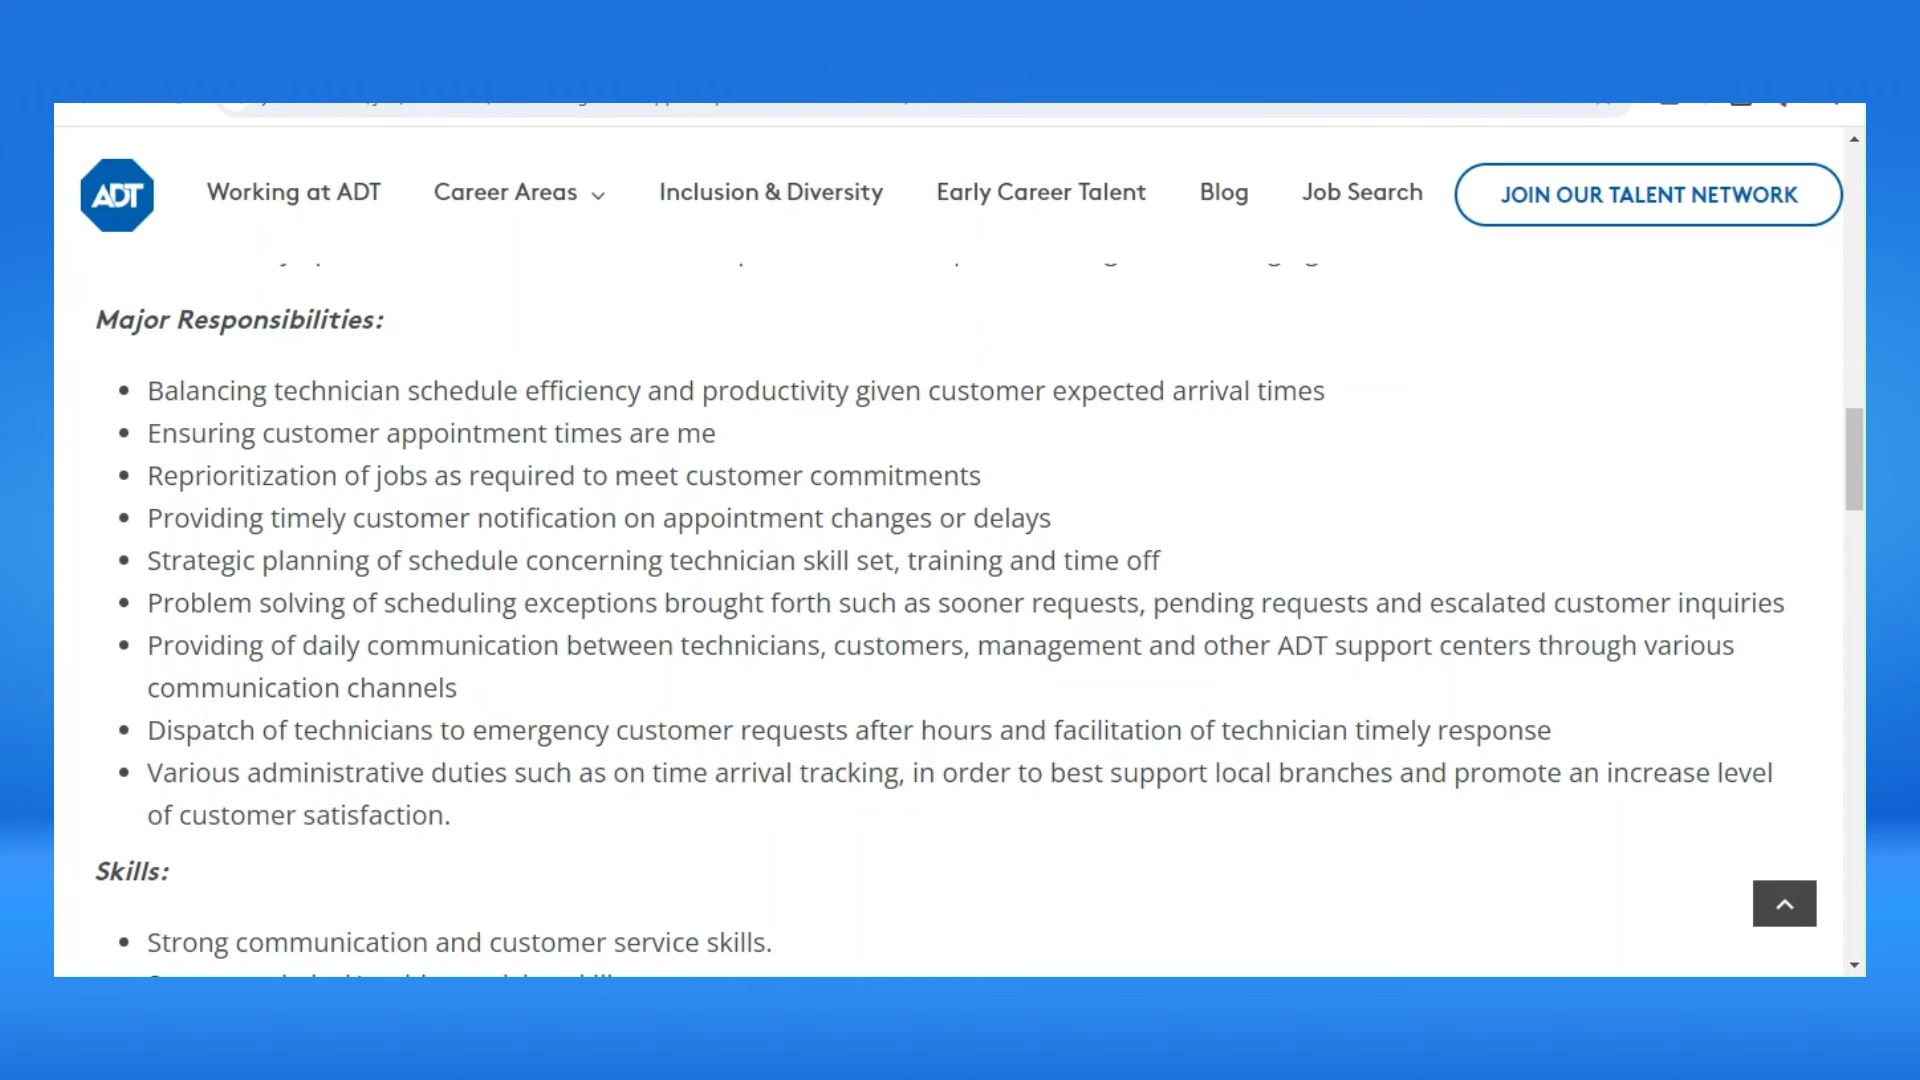 ADT
Working at ADT
Career Areas
Inclusion & Diversity
Early Career Talent
Blog
Job Search
JOIN OUR TALENT NETWORK
Major Responsibilities:
Balancing technician schedule efficiency and productivity given customer expected arrival times
Ensuring customer appointment times are me
Reprioritization of jobs as required to meet customer commitments
Providing timely customer notification on appointment changes or delays
Strategic planning of schedule concerning technician skill set, training and time off
Problem solving of scheduling exceptions brought forth such as sooner requests, pending requests and escalated customer inquiries
Providing of daily communication between technicians, customers, management and other ADT support centers through various
communication channels
Dispatch of technicians to emergency customer requests after hours and facilitation of technician timely response
Various administrative duties such as on time arrival tracking, in order to best support local branches and promote an increase level
of customer satisfaction.
Skills:
Strong communication and customer service skills.